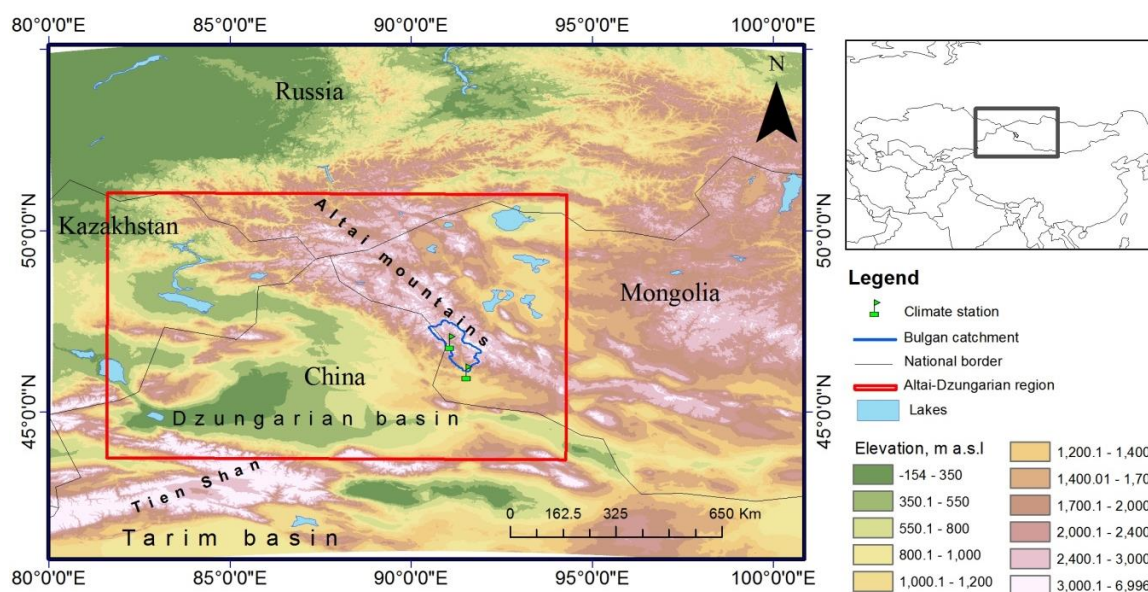 80°0'0"E 85°0'0"E 90°0'0"E 95°0'0"E 100°0'0"E
N
Russia
Kazakhstan
50°0'0"N
50°0'0"N
Altai mountains
Mongolia
China
Dzungarian basin
45°0'0"N
45°0'0"N
Tien Shan
Tarim basin
0 162.5 325 650 Km
80°0'0"E 85°0'0"E 90°0'0"E 95°0'0"E 100°0'0"E
Legend
Climate station
Bulgan catchment
National border
Altai-Dzungarian region
Lakes
Elevation, m a.s.l
-154 - 350
350.1 - 550
550.1 - 800
800.1 - 1,000
1,000.1 - 1,200
1,200.1 - 1,400
1,400.01 - 1,70
1,700.1 - 2,000
2,000.1 - 2,400
2,400.1 - 3,000
3,000.1 - 6,996